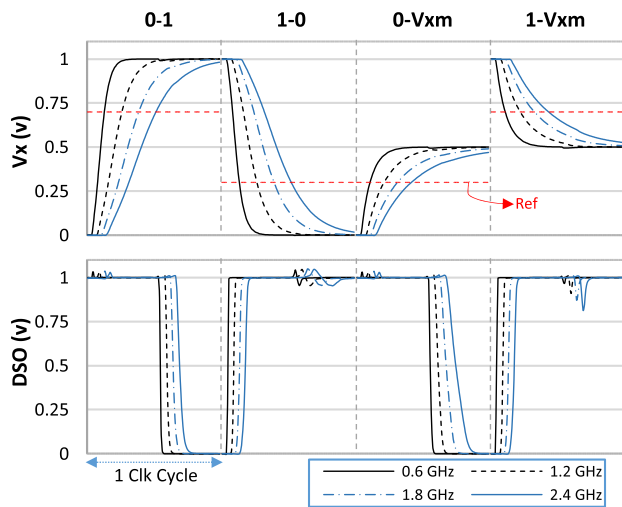 0-1 1-0 0-Vxm 1-Vxm
Vx (v)
1
0.75
0.5
0.25
0
Ref
DSO (v)
1
0.75
0.5
0.25
0
1 Clk Cycle
0.6 GHz 1.2 GHz
1.8 GHz 2.4 GHz